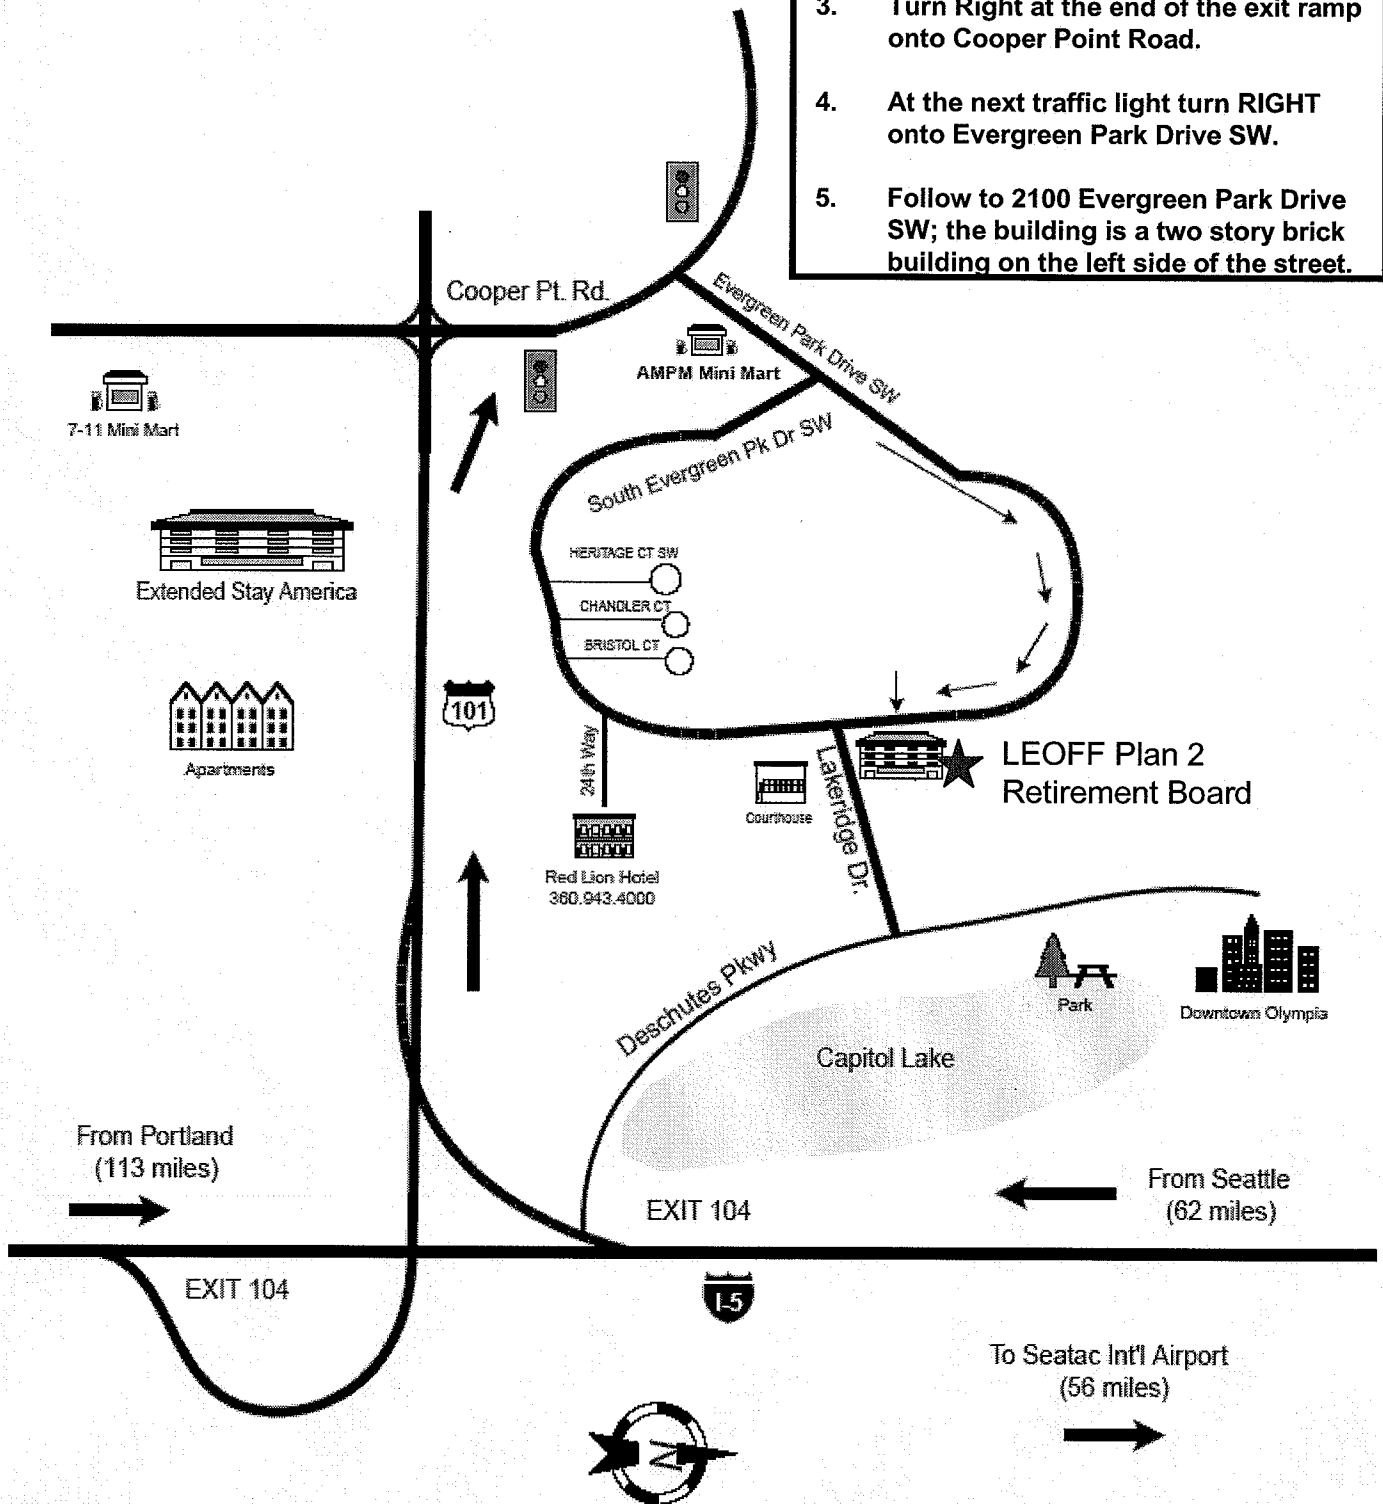 3. Turn Right at the end of the exit ramp
onto Cooper Point Road.
4. At the next traffic light turn RIGHT
onto Evergreen Park Drive SW.
5. Follow to 2100 Evergreen Park Drive
SW; the building is a two story brick
building on the left side of the street.
Cooper Pt. Rd.
Evergreen Park Drive SW
AMPM Mini Mart
7-11 Mini Mart
South Evergreen Pk Dr SW
HERITAGE CT SW
Extended Stay America
CHANDLER CT
BRISTOL CT
101
Apartments
24th Way
Lakeridge Dr.
LEOFF Plan 2
Retirement Board
Courthouse
Red Lion Hotel
360.943.4000
Deschutes Pkwy
Park
Downtown Olympia
Capitol Lake
From Portland
(113 miles)
From Seattle
(62 miles)
EXIT 104
EXIT 104
I-5
To Seatac Int'l Airport
(56 miles)
N